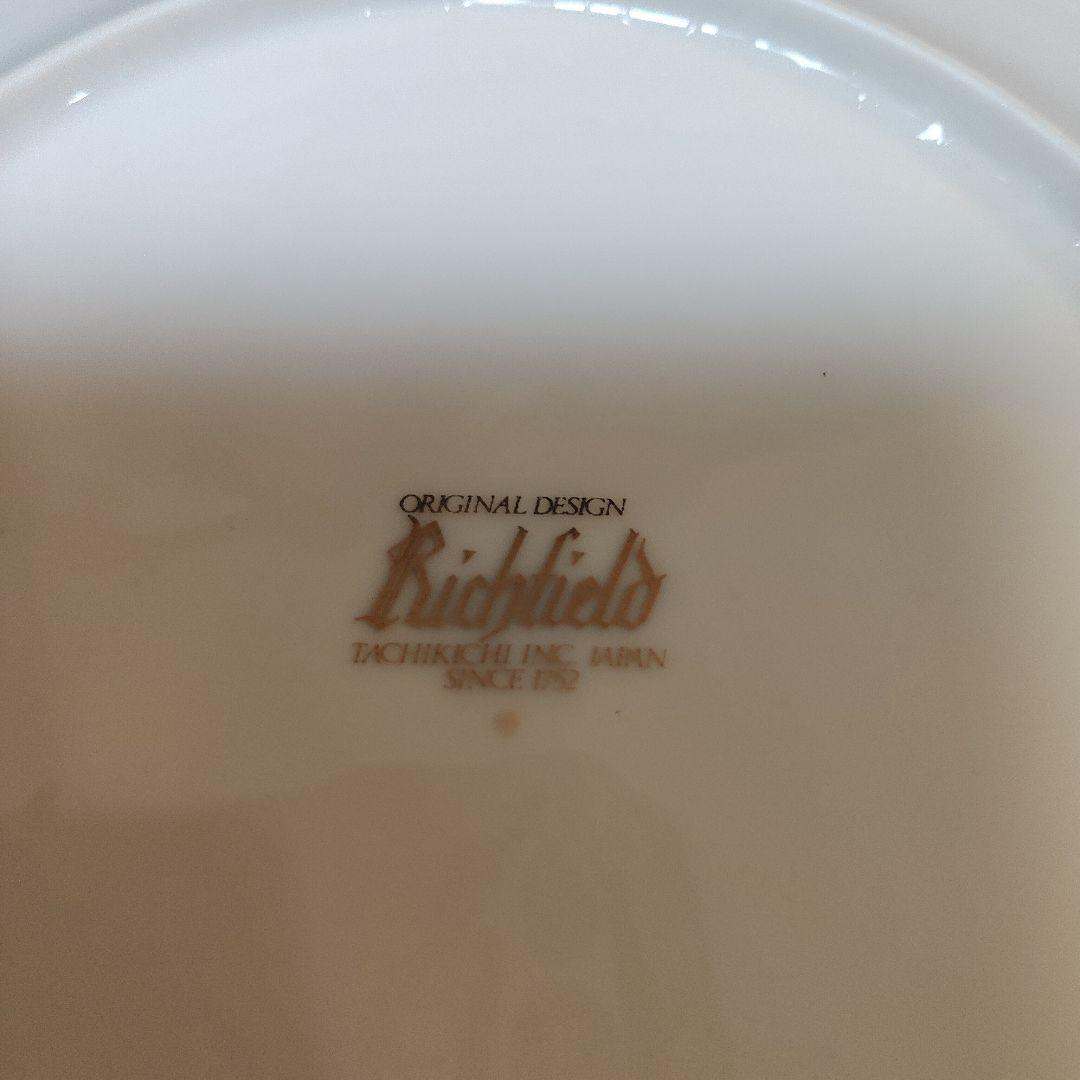 ORIGINAL DESIGN
Richfield
TACHIKICHI INC. JAPAN
SINCE 1752